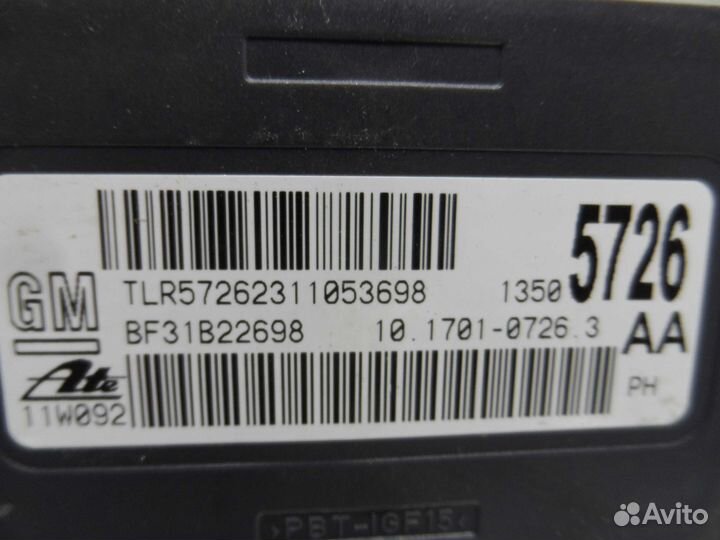 GM
TLR57262311053698 1350 5726
BF31B22698 10.1701-0726.3 AA
Ate
11W092 PH
>PBT-IGF15<
Avito